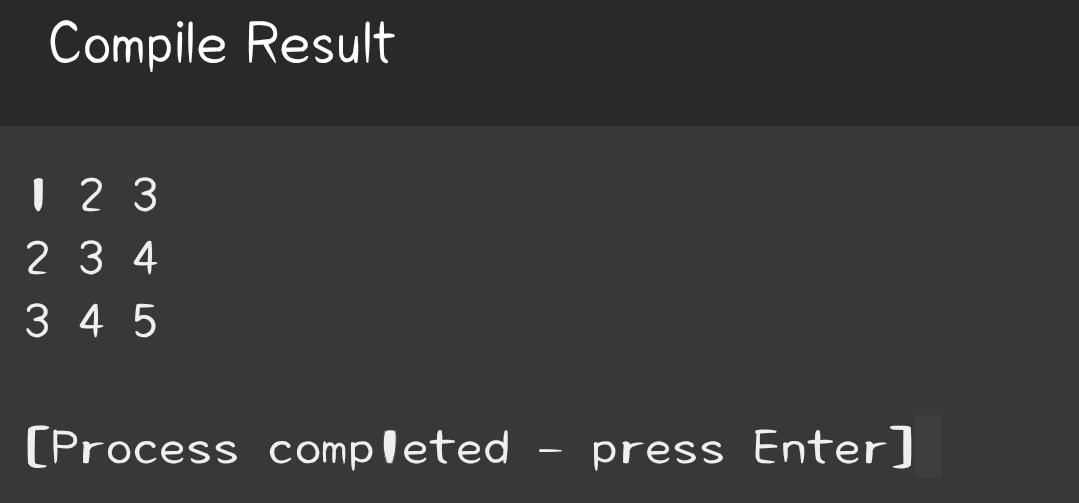 Compile Result
1 2 3
2 3 4
3 4 5
[Process completed - press Enter]